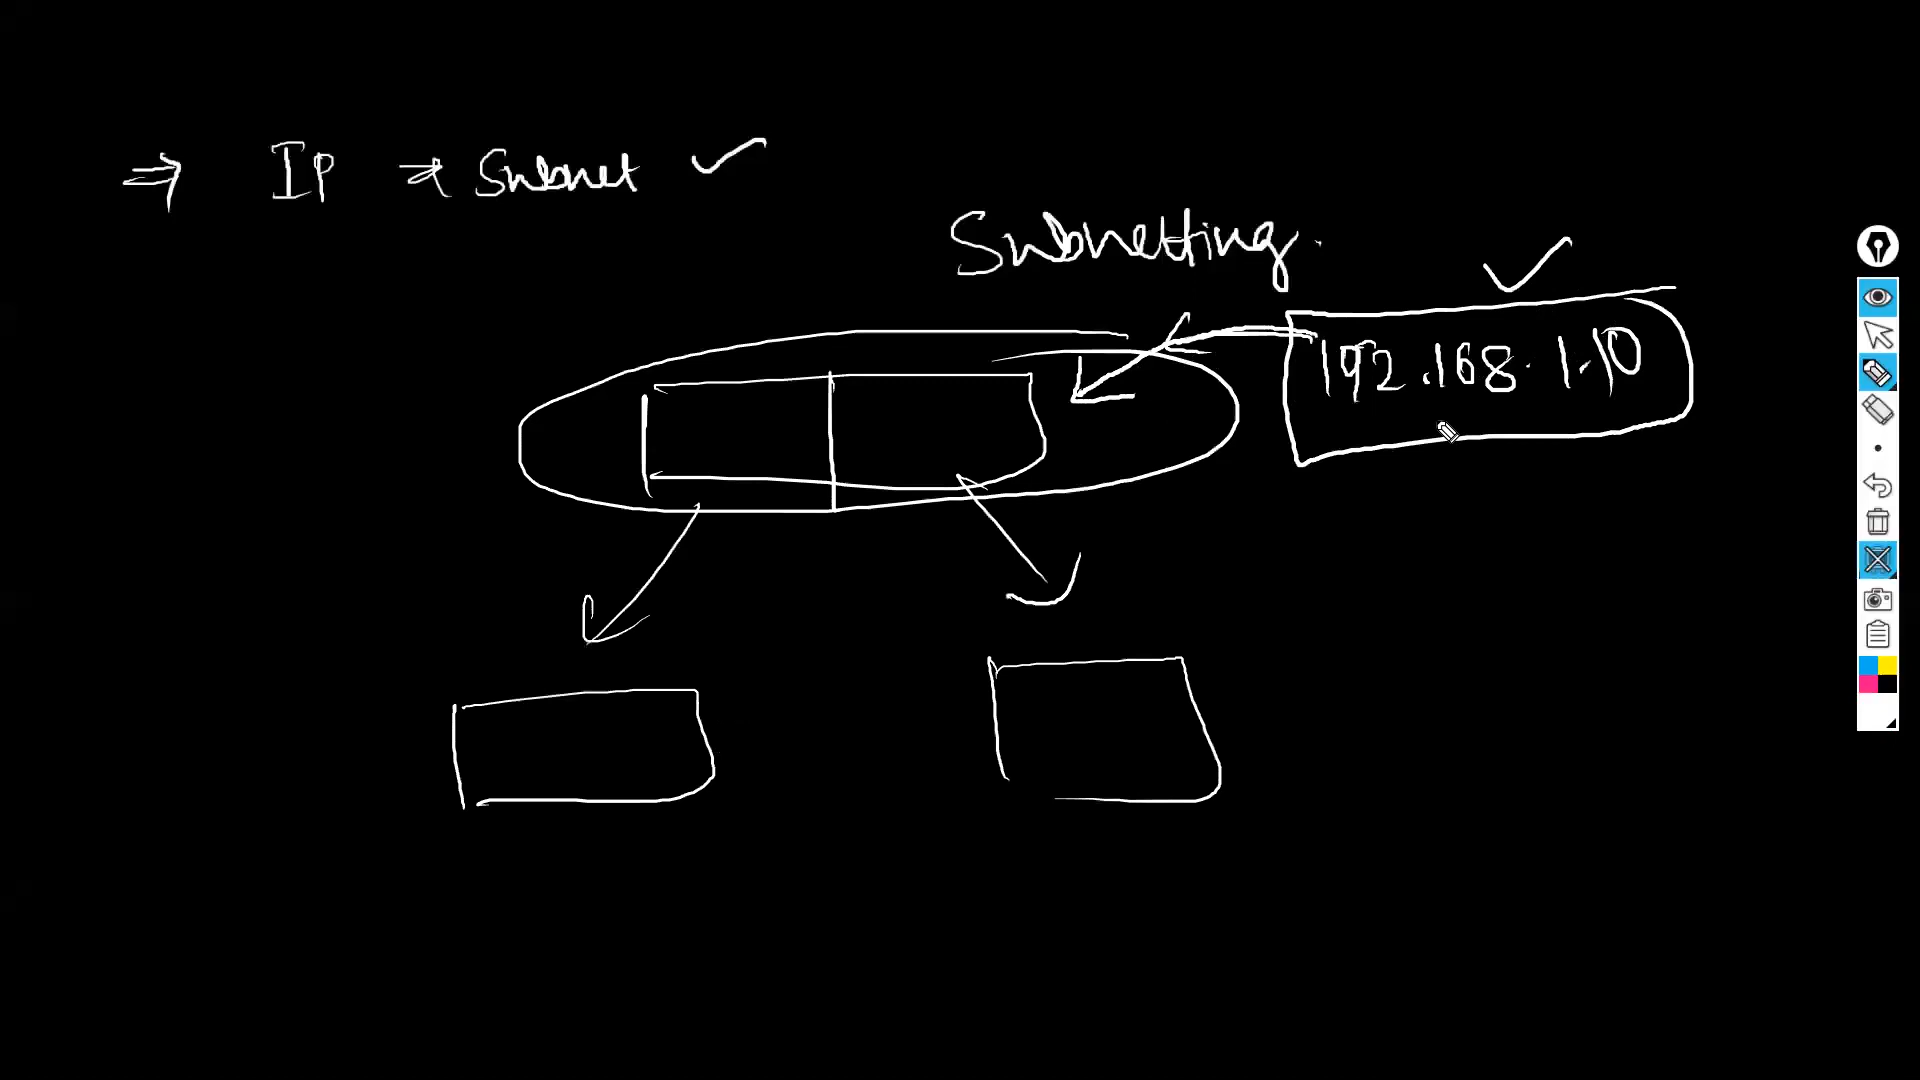 ⇒ IP ⇒ Subnet ✓
Subnetting.
192.168.1.10